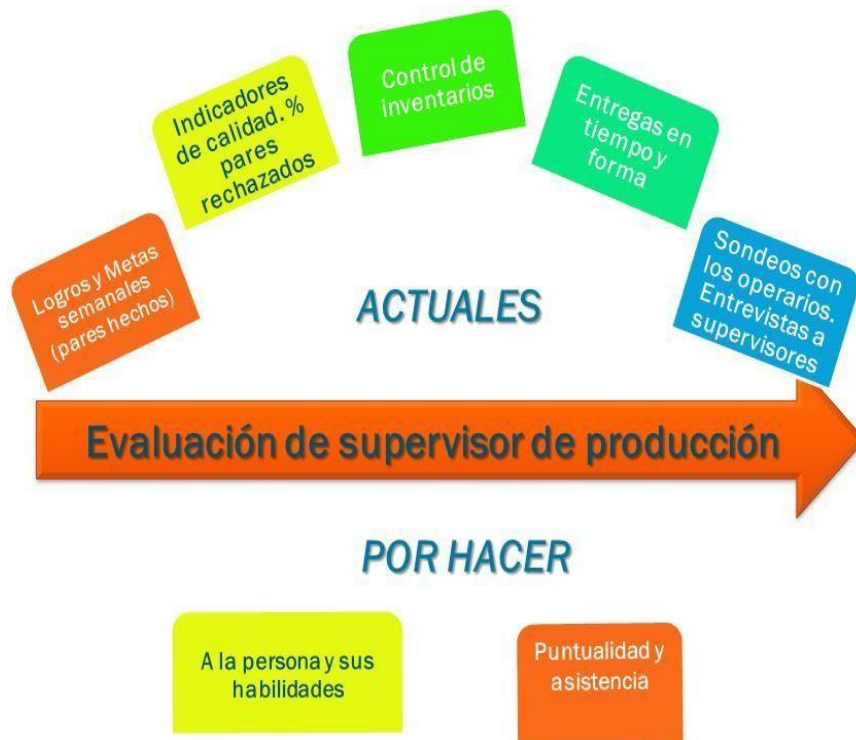 Logros y Metas
semanales
(pares hechos)
Indicadores
de calidad. %
pares
rechazados
Control de
inventarios
Entregas en
tiempo y
forma
Sondeos con
los operarios.
Entrevistas a
supervisores
ACTUALES
Evaluación de supervisor de producción
POR HACER
A la persona y sus
habilidades
Puntualidad y
asistencia